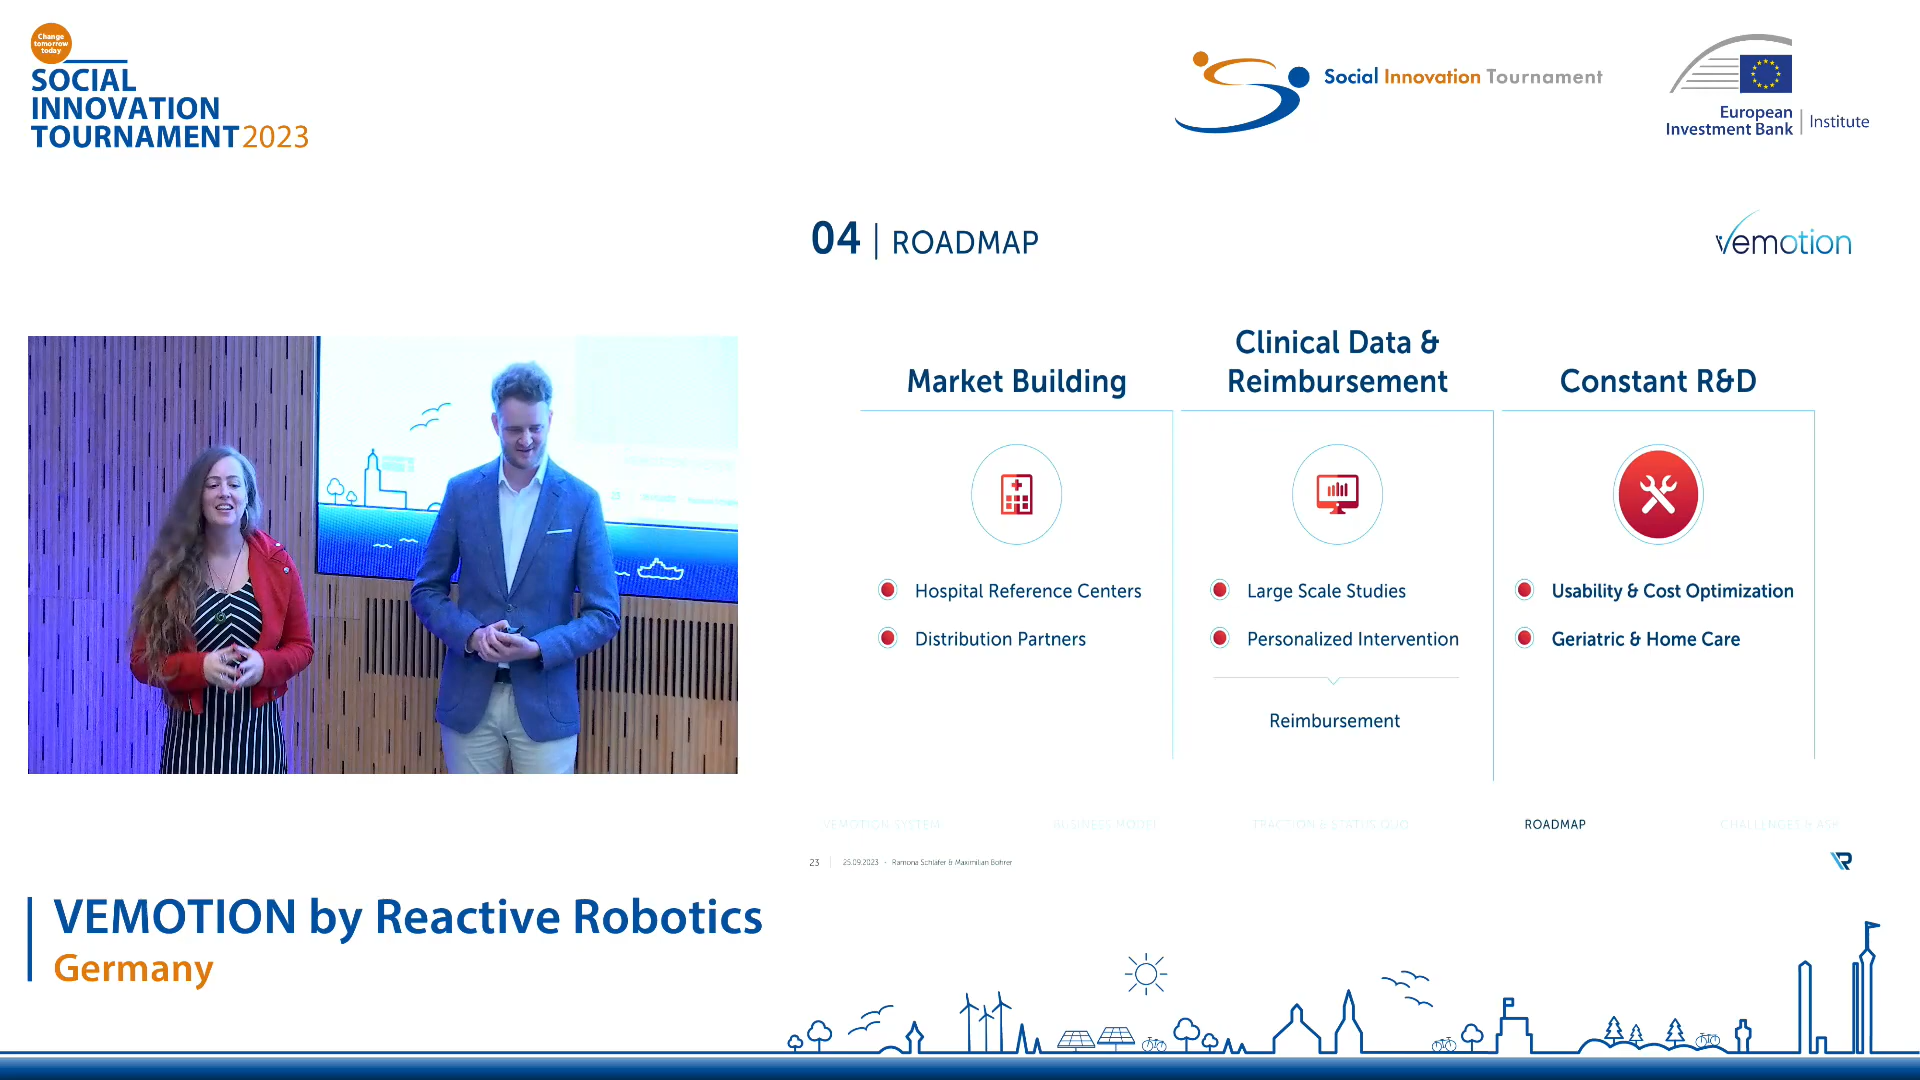 Change
tomorrow
today
SOCIAL
INNOVATION
TOURNAMENT 2023
Social Innovation Tournament
European
Investment Bank | Institute
04 | ROADMAP
vemotion
Market Building
Clinical Data &
Reimbursement
Constant R&D
Hospital Reference Centers
Distribution Partners
Large Scale Studies
Personalized Intervention
Reimbursement
Usability & Cost Optimization
Geriatric & Home Care
VEMOTION SYSTEM
BUSINESS MODEL
TRACTION & STATUS QUO
ROADMAP
CHALLENGES & ASK
23 | 25.09.2023 - Ramona Schläfer & Maximilian Bohrer
VEMOTION by Reactive Robotics
Germany